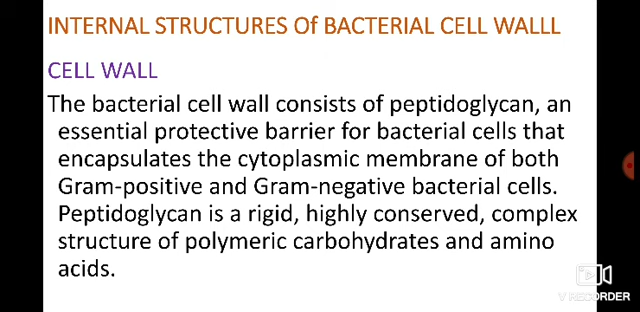 INTERNAL STRUCTURES Of BACTERIAL CELL WALLL
CELL WALL
The bacterial cell wall consists of peptidoglycan, an
essential protective barrier for bacterial cells that
encapsulates the cytoplasmic membrane of both
Gram-positive and Gram-negative bacterial cells.
Peptidoglycan is a rigid, highly conserved, complex
structure of polymeric carbohydrates and amino
acids.
V RECORDER